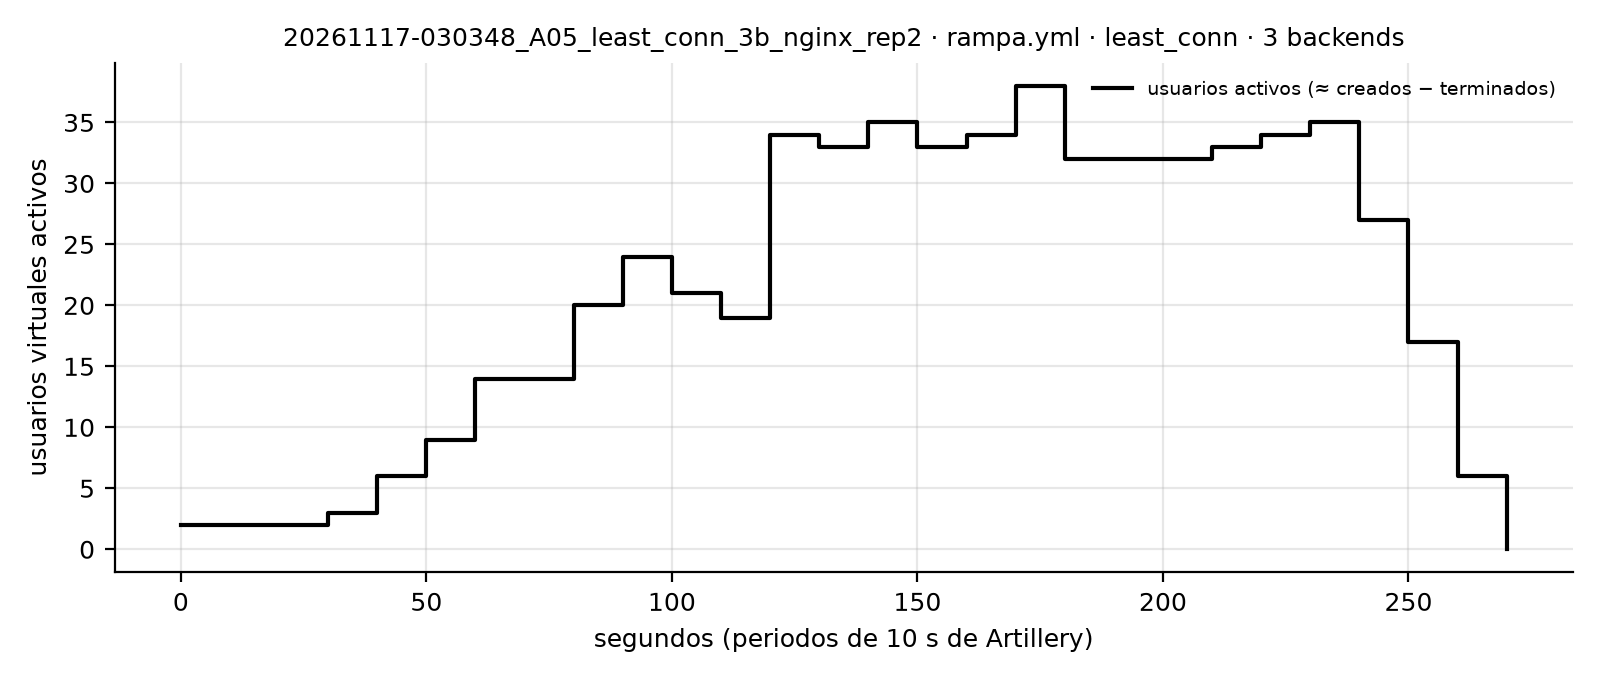 20261117-030348_A05_least_conn_3b_nginx_rep2 · rampa.yml · least_conn · 3 backends
usuarios activos (≈ creados − terminados)
usuarios virtuales activos
35
30
25
20
15
10
5
0
0 50 100 150 200 250
segundos (periodos de 10 s de Artillery)